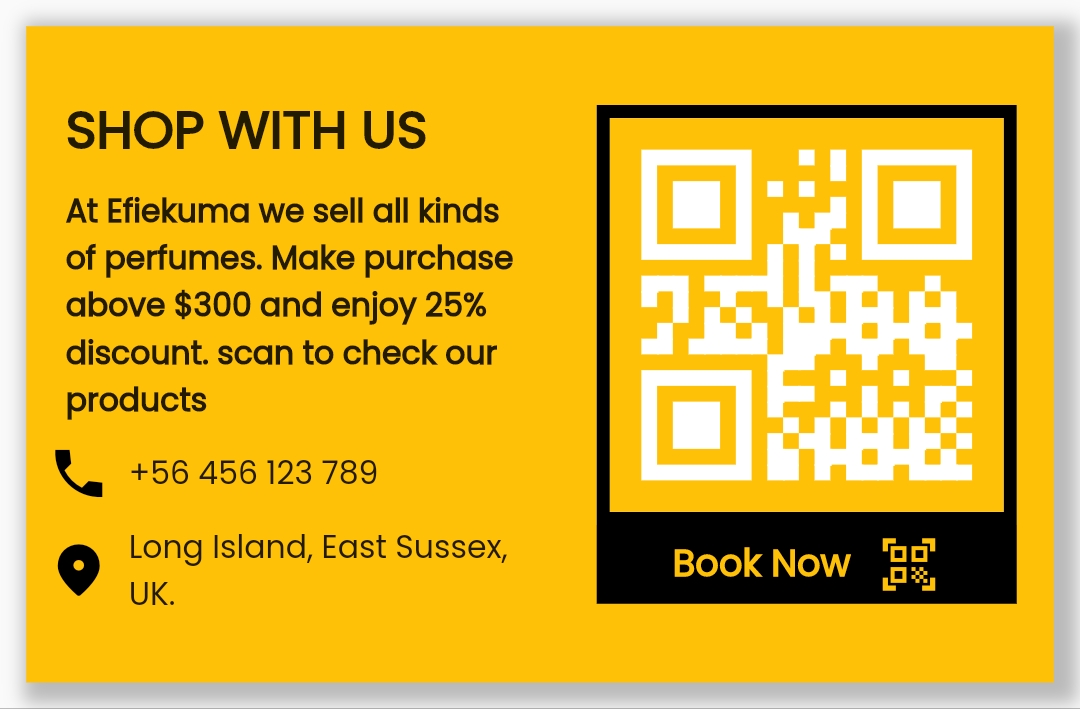 SHOP WITH US
At Efiekuma we sell all kinds
of perfumes. Make purchase
above $300 and enjoy 25%
discount. scan to check our
products
+56 456 123 789
Long Island, East Sussex,
UK.
Book Now